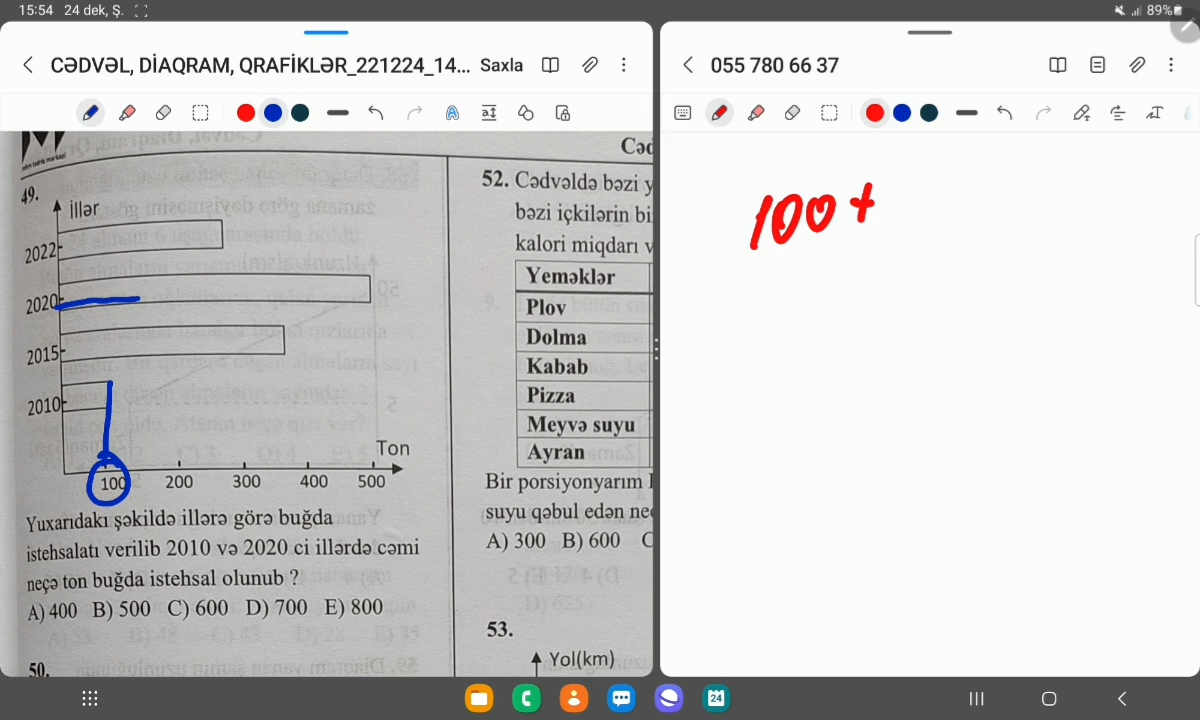 15:54 24 dek, Ş. 89%
CƏDVƏL, DİAQRAM, QRAFİKLƏR_221224_14... Saxla
055 780 66 37
49.
İllər
2022
2020
2015
2010
Ton
100 200 300 400 500
Yuxarıdakı şəkildə illərə görə buğda
istehsalatı verilib 2010 və 2020 ci illərdə cəmi
neçə ton buğda istehsal olunub ?
A) 400 B) 500 C) 600 D) 700 E) 800
50.
52. Cədvəldə bəzi y
bəzi içkilərin bi
kalori miqdarı v
Yeməklər
Plov
Dolma
Kabab
Pizza
Meyvə suyu
Ayran
Bir porsiyonyarım
suyu qəbul edən
A) 300 B) 600 C
53.
Yol(km)
100 +
24